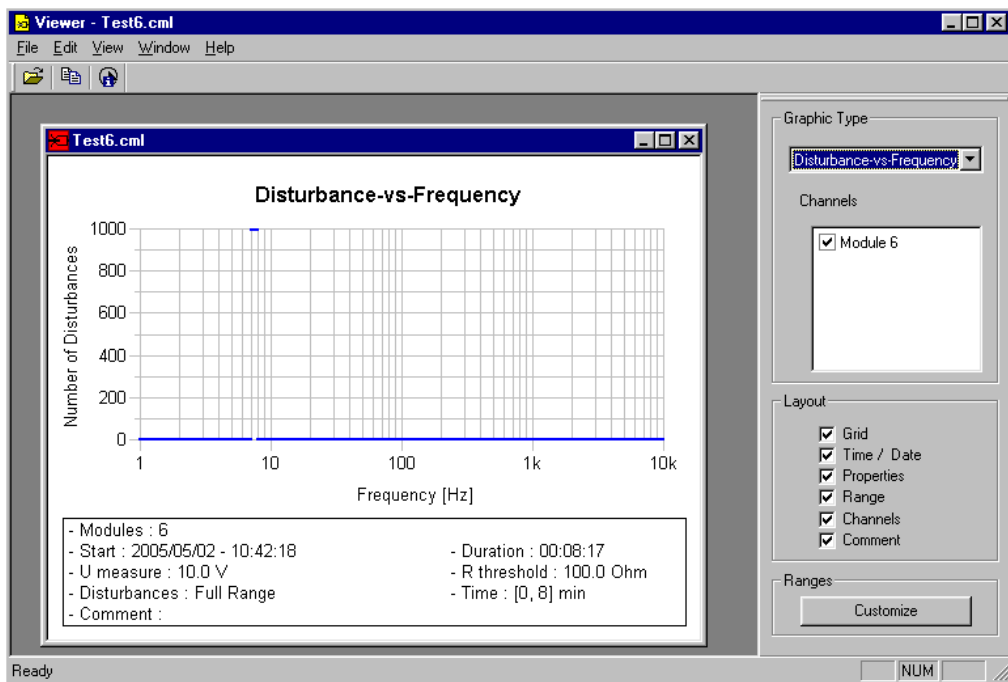 Viewer - Test6.cml
File Edit View Window Help
Test6.cml
Disturbance-vs-Frequency
Number of Disturbances
1000
800
600
400
200
0
1 10 100 1k 10k
Frequency [Hz]
- Modules : 6
- Start : 2005/05/02 - 10:42:18 - Duration : 00:08:17
- U measure : 10.0 V - R threshold : 100.0 Ohm
- Disturbances : Full Range - Time : [0, 8] min
- Comment :
Graphic Type
Disturbance-vs-Frequency
Channels
Module 6
Layout
Grid
Time / Date
Properties
Range
Channels
Comment
Ranges
Customize
Ready NUM